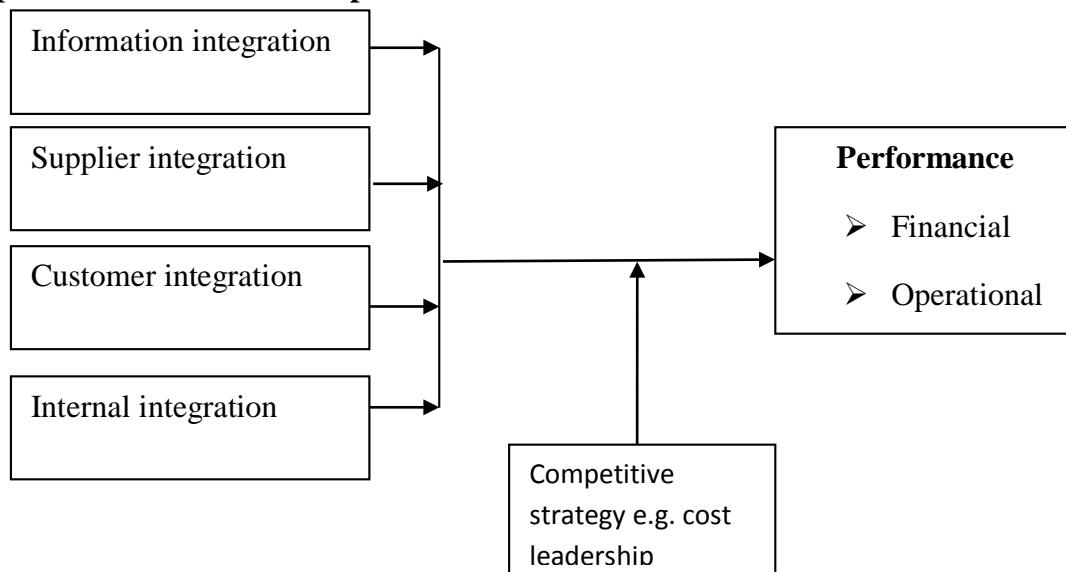 Information integration
Supplier integration
Customer integration
Internal integration
Performance
➢ Financial
➢ Operational
Competitive
strategy e.g. cost
leadership